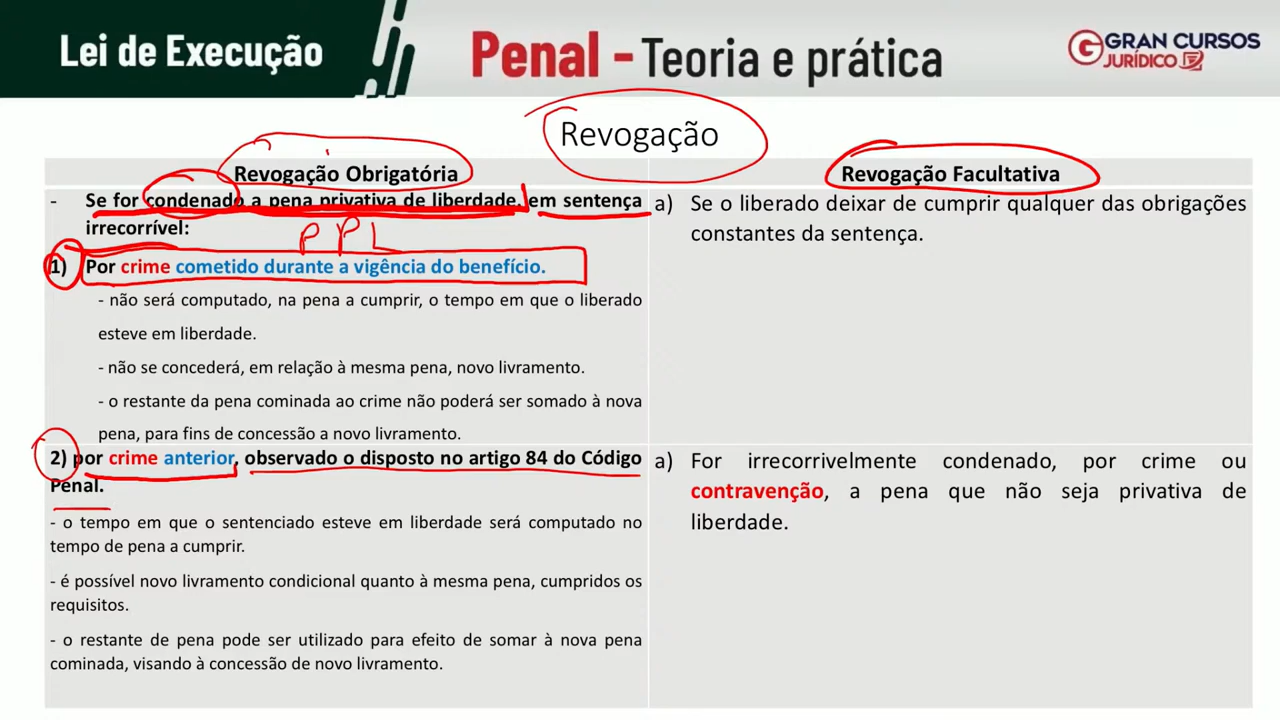 Lei de Execução Penal - Teoria e prática
GRAN CURSOS
JURÍDICO
Revogação
Revogação Obrigatória
- Se for condenado a pena privativa de liberdade, em sentença
irrecorrível:
PPL
1) Por crime cometido durante a vigência do benefício.
- não será computado, na pena a cumprir, o tempo em que o liberado
esteve em liberdade.
- não se concederá, em relação à mesma pena, novo livramento.
- o restante da pena cominada ao crime não poderá ser somado à nova
pena, para fins de concessão a novo livramento.
2) por crime anterior, observado o disposto no artigo 84 do Código
Penal.
- o tempo em que o sentenciado esteve em liberdade será computado no
tempo de pena a cumprir.
- é possível novo livramento condicional quanto à mesma pena, cumpridos os
requisitos.
- o restante de pena pode ser utilizado para efeito de somar à nova pena
cominada, visando à concessão de novo livramento.
Revogação Facultativa
a) Se o liberado deixar de cumprir qualquer das obrigações
constantes da sentença.
a) For irrecorrivelmente condenado, por crime ou
contravenção, a pena que não seja privativa de
liberdade.